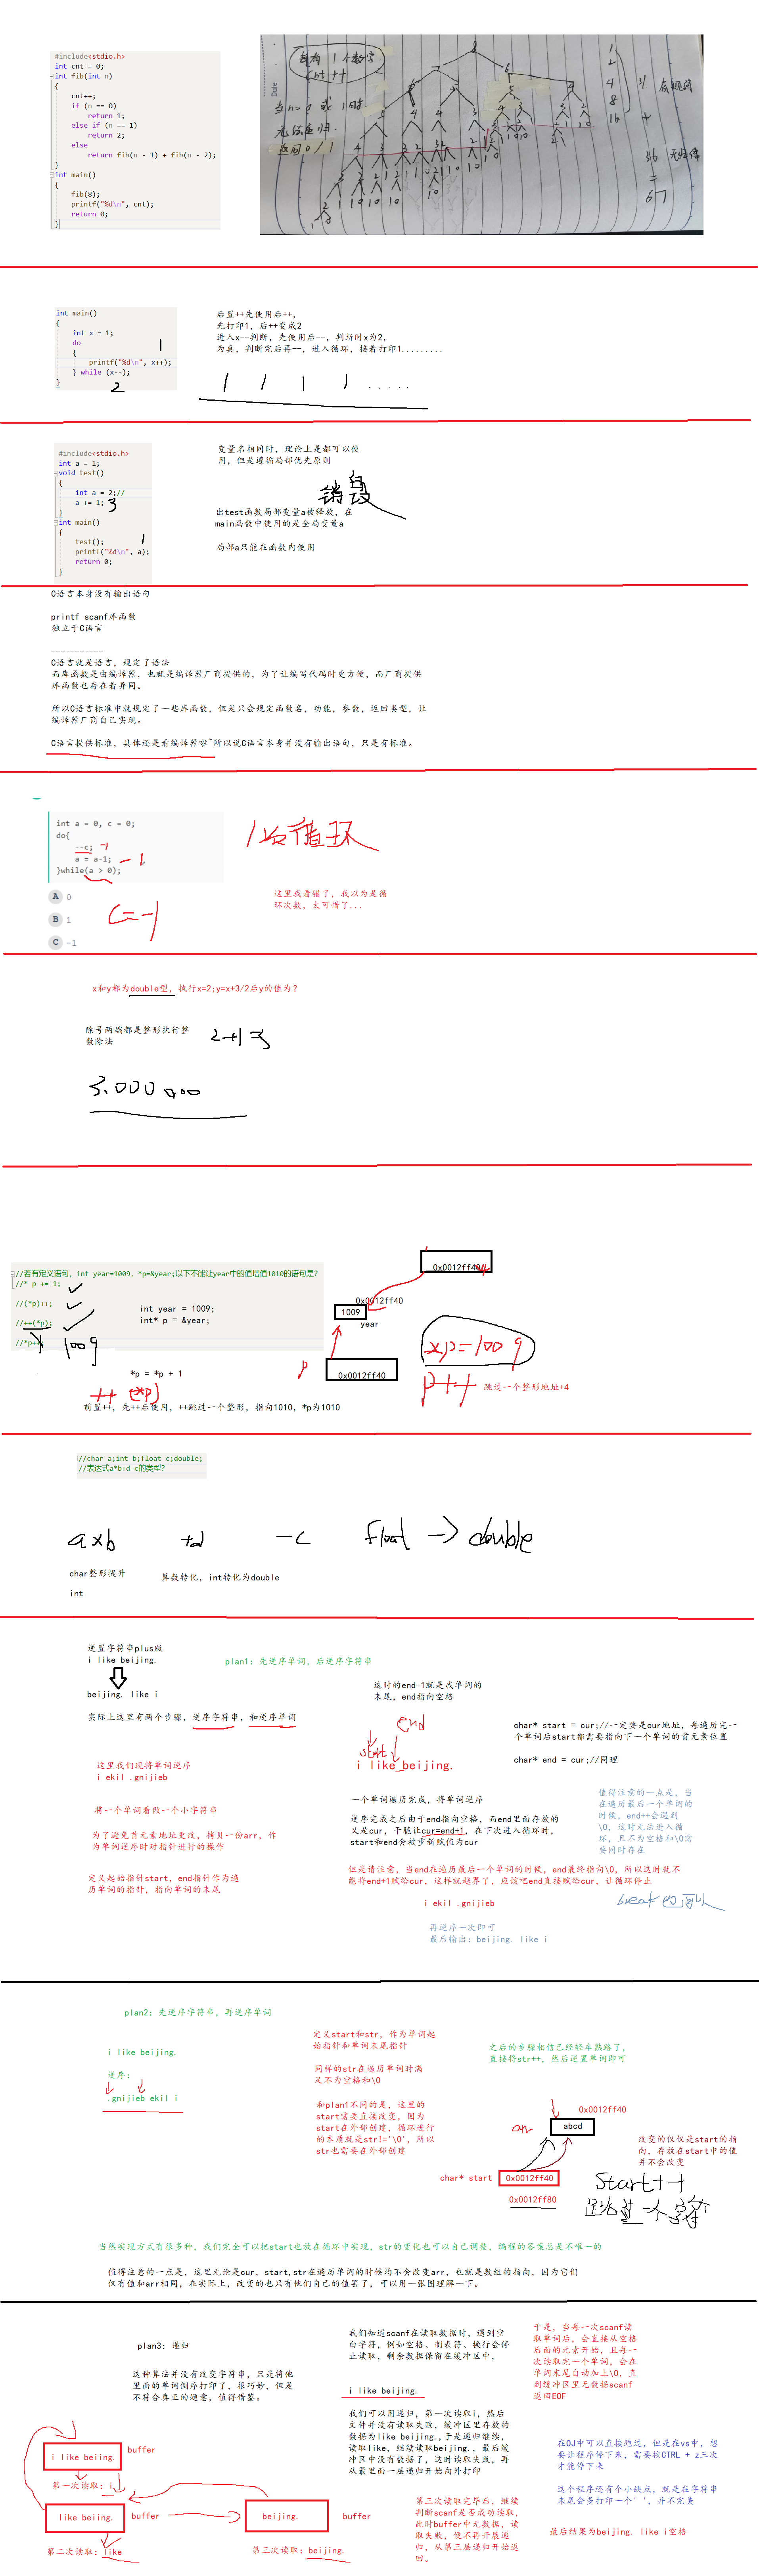 #include<stdio.h>
int cnt = 0;
int fib(int n)
{
cnt++;
if (n == 0)
return 1;
else if (n == 1)
return 2;
else
return fib(n - 1) + fib(n - 2);
}
int main()
{
fib(8);
printf("%d\n", cnt);
return 0;
}
每有1个数字
cnt++
当n=0或1时
无需递归.
返回0/1
1
2
4
8
16
67
int main()
{
int x = 1;
do
{
printf("%d\n", x++);
} while (x--);
}
1
2
后置++先使用后++,
先打印1, 后++变成2
进入x--判断, 先使用后--, 判断时x为2,
为真, 判断完后再--, 进入循环, 接着打印1.........
1 1 1 1 .....
#include<stdio.h>
int a = 1;
void test()
{
int a = 2;//
a += 1;
}
int main()
{
test();
printf("%d\n", a);
return 0;
}
3
1
变量名相同时, 理论上是都可以使
用, 但是遵循局部优先原则
销毁
出test函数局部变量a被释放, 在
main函数中使用的是全局变量a
局部a只能在函数内使用
C语言本身没有输出语句
printf scanf库函数
独立于C语言
-----------
C语言就是语言, 规定了语法
而库函数是由编译器, 也就是编译器厂商提供的, 为了让编写代码时更方便, 而厂商提供
库函数也存在着异同。
所以C语言标准中就规定了一些库函数, 但是只会规定函数名, 功能, 参数, 返回类型, 让
编译器厂商自己实现。
C语言提供标准, 具体还是看编译器啦~所以说C语言本身并没有输出语句, 只是有标准。
int a = 0, c = 0;
do{
--c;
a = a-1;
}while(a > 0);
-1
-1
A 0
B 1
C -1
c=-1
1次循环
这里我看错了, 我以为是循
环次数, 太可惜了...
x和y都为double型, 执行x=2;y=x+3/2后y的值为?
除号两端都是整形执行整
数除法
2+1=3
3.000000
//若有定义语句, int year=1009, *p=&year;以下不能让year中的值增值1010的语句是?
//* p += 1;
//(*p)++;
//++(*p);
//*p++
1009
int year = 1009;
int* p = &year;
*p = *p + 1
++(*p)
前置++, 先++后使用, ++跳过一个整形, 指向1010, *p为1010
0x0012ff404
0x0012ff40
1009
year
p
0x0012ff40
*p=1009
p++
跳过一个整形地址+4
//char a;int b;float c;double;
//表达式a*b+d-c的类型?
a×b
+d
-c
float -> double
char整形提升
int
算数转化, int转化为double
逆置字符串plus版
i like beijing.
beijing. like i
实际上这里有两个步骤, 逆序字符串, 和逆序单词
plan1: 先逆序单词, 后逆序字符串
这时的end-1就是我单词的
末尾, end指向空格
end
start
i like beijing.
char* start = cur;//一定要是cur地址, 每遍历完一
个单词后start都需要指向下一个单词的首元素位置
char* end = cur;//同理
这里我们现将单词逆序
i ekil .gnijieb
将一个单词看做一个小字符串
为了避免首元素地址更改, 拷贝一份arr, 作
为单词逆序时对指针进行的操作
定义起始指针start, end指针作为遍
历单词的指针, 指向单词的末尾
一个单词遍历完成, 将单词逆序
逆序完成之后由于end指向空格, 而end里面存放的
又是cur, 干脆让cur=end+1, 在下次进入循环时,
start和end会被重新赋值为cur
值得注意的一点是, 当
在遍历最后一个单词的
时候, end++会遇到
\0, 这时无法进入循
环, 且不为空格和\0需
要同时存在
但是请注意, 当end在遍历最后一个单词的时候, end最终指向\0, 所以这时就不
能将end+1赋给cur, 这样就越界了, 应该吧end直接赋给cur, 让循环停止
i ekil .gnijieb
break也可以
再逆序一次即可
最后输出: beijing. like i
plan2: 先逆序字符串, 再逆序单词
i like beijing.
逆序:
.gnijieb ekil i
定义start和str, 作为单词起
始指针和单词末尾指针
同样的str在遍历单词时满
足不为空格和\0
和plan1不同的是, 这里的
start需要直接改变, 因为
start在外部创建, 循环进行
的本质就是str!='\0', 所以
str也需要在外部创建
之后的步骤相信已经轻车熟路了,
直接将str++, 然后逆置单词即可
0x0012ff40
arr
abcd
char* start
0x0012ff40
0x0012ff80
改变的仅仅是start的指
向, 存放在start中的值
并不会改变
start++
跳过一个字符
当然实现方式有很多种, 我们完全可以把start也放在循环中实现, str的变化也可以自己调整, 编程的答案总是不唯一的
值得注意的一点是, 这里无论是cur, start,str在遍历单词的时候均不会改变arr, 也就是数组的指向, 因为它们
仅有值和arr相同, 在实际上, 改变的也只有他们自己的值罢了, 可以用一张图理解一下。
plan3: 递归
这种算法并没有改变字符串, 只是将他
里面的单词倒序打印了, 很巧妙, 但是
不符合真正的题意, 值得借鉴。
我们知道scanf在读取数据时, 遇到空
白字符, 例如空格、制表符、换行会停
止读取, 剩余数据保留在缓冲区中,
i like beijing.
我们可以用递归, 第一次读取i, 然后
文件并没有读取失败, 缓冲区里存放的
数据为like beijing.,于是递归继续,
读取like, 继续读取beijing., 最后缓
冲区中没有数据了, 这时读取失败, 再
从最里面一层递归开始向外打印
于是, 当每一次scanf读
取单词后, 会直接从空格
后面的元素开始, 且每一
次读取完一个单词, 会在
单词末尾自动加上\0, 直
到缓冲区里无数据scanf
返回EOF
在OJ中可以直接跑过, 但是在vs中, 想
要让程序停下来, 需要按CTRL + z三次
才能停下来
这个程序还有个小缺点, 就是在字符串
末尾会多打印一个' ', 并不完美
最后结果为beijing. like i空格
i like beiing:
buffer
第一次读取: i
like beiing:
buffer
第二次读取: like
beijing.
buffer
第三次读取: beijing.
第三次读取完毕后, 继续
判断scanf是否成功读取,
此时buffer中无数据, 读
取失败, 便不再开展递
归, 从第三层递归开始返
回。